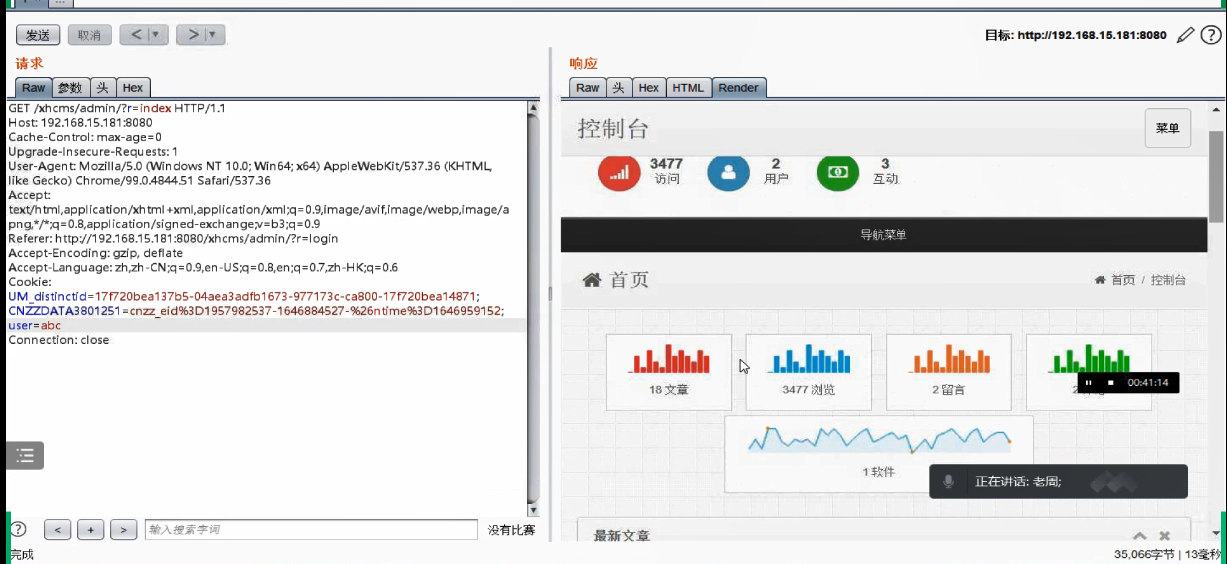 ...
发送
取消
<
>
目标: http://192.168.15.181:8080
?
请求
Raw 参数 头 Hex
GET /xhcms/admin/?r=index HTTP/1.1
Host: 192.168.15.181:8080
Cache-Control: max-age=0
Upgrade-Insecure-Requests: 1
User-Agent: Mozilla/5.0 (Windows NT 10.0; Win64; x64) AppleWebKit/537.36 (KHTML,
like Gecko) Chrome/99.0.4844.51 Safari/537.36
Accept:
text/html,application/xhtml+xml,application/xml;q=0.9,image/avif,image/webp,image/a
png,*/*;q=0.8,application/signed-exchange;v=b3;q=0.9
Referer: http://192.168.15.181:8080/xhcms/admin/?r=login
Accept-Encoding: gzip, deflate
Accept-Language: zh,zh-CN;q=0.9,en-US;q=0.8,en;q=0.7,zh-HK;q=0.6
Cookie:
UM_distinctid=17f720bea137b5-04aea3adfb1673-977173c-ca800-17f720bea14871;
CNZZDATA3801251=cnzz_eid%3D1957982537-1646884527-%26ntime%3D1646959152;
user=abc
Connection: close
? < + > 输入搜索字词 没有比赛
完成
响应
Raw 头 Hex HTML Render
控制台
菜单
3477
访问
2
用户
3
互动
导航菜单
首页
首页 / 控制台
18 文章
3477 浏览
2 留言
2
00:41:14
1 软件
正在讲话: 老周;
最新文章
35,066字节 | 13毫秒